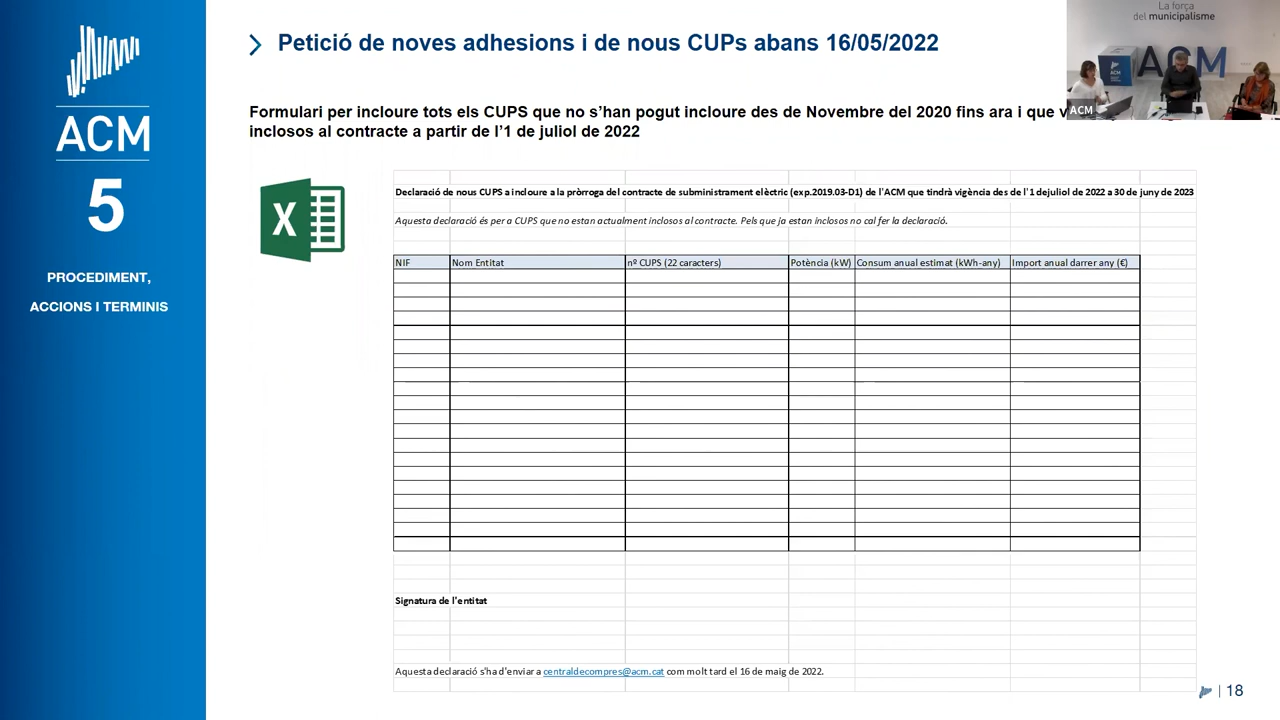 ACM
5
PROCEDIMENT,
ACCIONS I TERMINIS
Petició de noves adhesions i de nous CUPs abans 16/05/2022
La força
del municipalisme
ACM
ACM
ACM
Formulari per incloure tots els CUPS que no s'han pogut incloure des de Novembre del 2020 fins ara i que
inclosos al contracte a partir de l'1 de juliol de 2022
X
Declaració de nous CUPS a incloure a la pròrroga del contracte de subministrament elèctric (exp.2019.03-D1) de l'ACM que tindrà vigència des de l'1 dejuliol de 2022 a 30 de juny de 2023
Aquesta declaració és per a CUPS que no estan actualment inclosos al contracte. Pels que ja estan inclosos no cal fer la declaració.
NIF Nom Entitat nº CUPS (22 caracters) Potència (kW) Consum anual estimat (kWh-any) Import anual darrer any (€)
Signatura de l'entitat
Aquesta declaració s'ha d'enviar a centraldecompres@acm.cat com molt tard el 16 de maig de 2022.
| 18